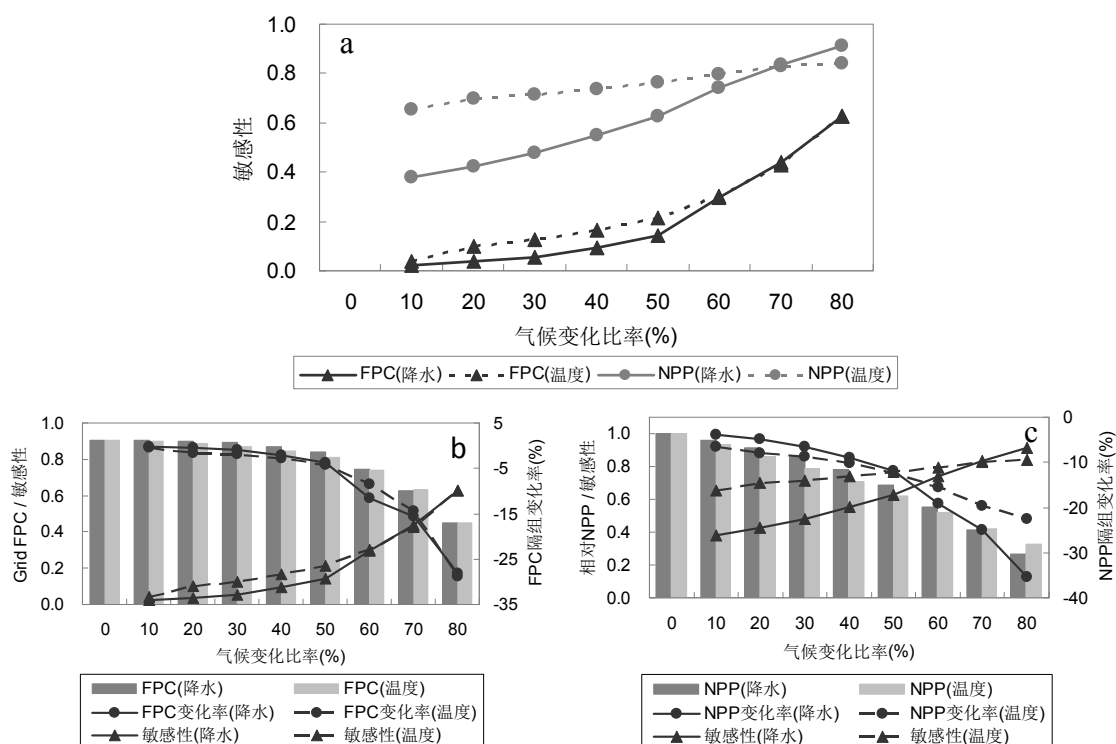 a
敏感性
1.0
0.8
0.6
0.4
0.2
0.0
0 10 20 30 40 50 60 70 80
气候变化比率(%)
FPC(降水) FPC(温度) NPP(降水) NPP(温度)
b
Grid FPC / 敏感性
1.0
0.8
0.6
0.4
0.2
0.0
FPC隔组变化率(%)
5
-5
-15
-25
-35
0 10 20 30 40 50 60 70 80
气候变化比率(%)
FPC(降水) FPC(温度)
FPC变化率(降水) FPC变化率(温度)
敏感性(降水) 敏感性(温度)
c
相对NPP / 敏感性
1.0
0.8
0.6
0.4
0.2
0.0
NPP隔组变化率(%)
0
-10
-20
-30
-40
0 10 20 30 40 50 60 70 80
气候变化比率(%)
NPP(降水) NPP(温度)
NPP变化率(降水) NPP变化率(温度)
敏感性(降水) 敏感性(温度)